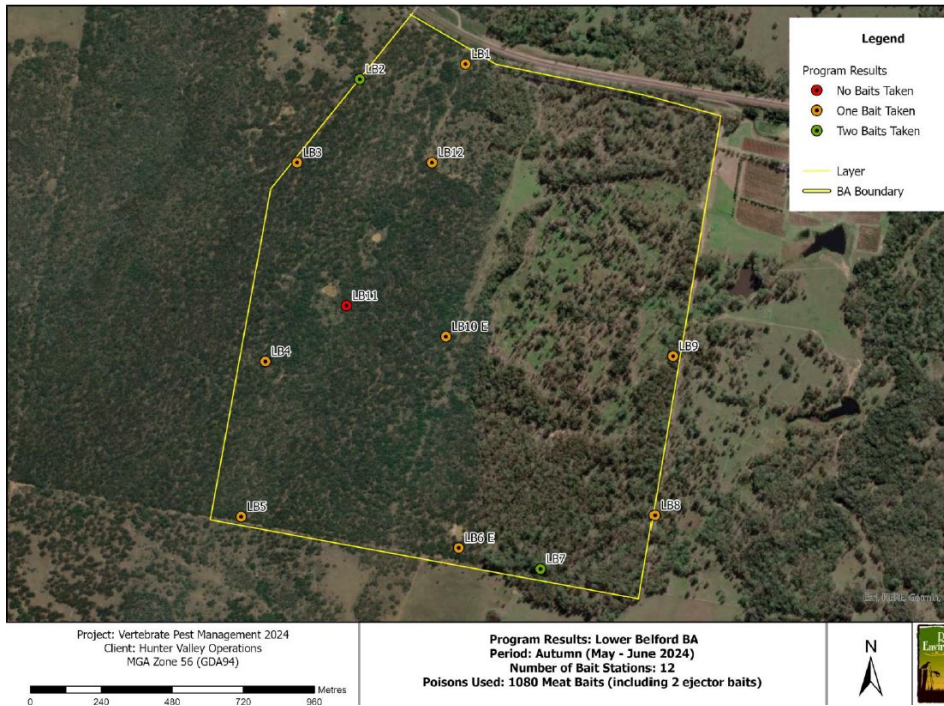 Legend
Program Results
No Baits Taken
One Bait Taken
Two Baits Taken
Layer
BA Boundary
LB1
LB2
LB3
LB12
LB11
LB10 E
LB4
LB9
LB5
LB8
LB6 E
LB7
Project: Vertebrate Pest Management 2024
Client: Hunter Valley Operations
MGA Zone 56 (GDA94)
Metres
0 240 480 720 960
Program Results: Lower Belford BA
Period: Autumn (May - June 2024)
Number of Bait Stations: 12
Poisons Used: 1080 Meat Baits (including 2 ejector baits)
N